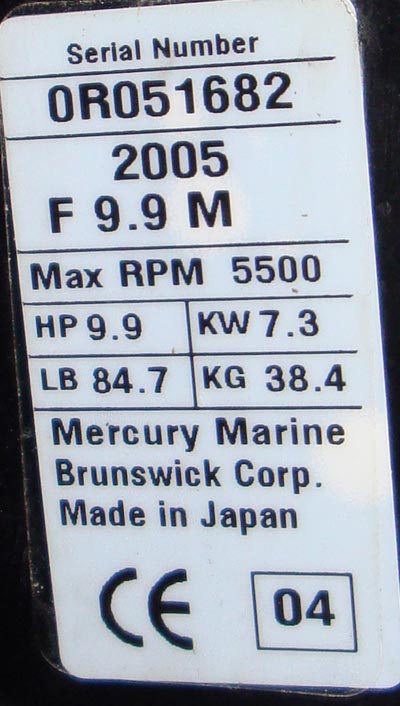 Serial Number
0R051682
2005
F 9.9 M
Max RPM 5500
HP 9.9 KW 7.3
LB 84.7 KG 38.4
Mercury Marine
Brunswick Corp.
Made in Japan
CE 04